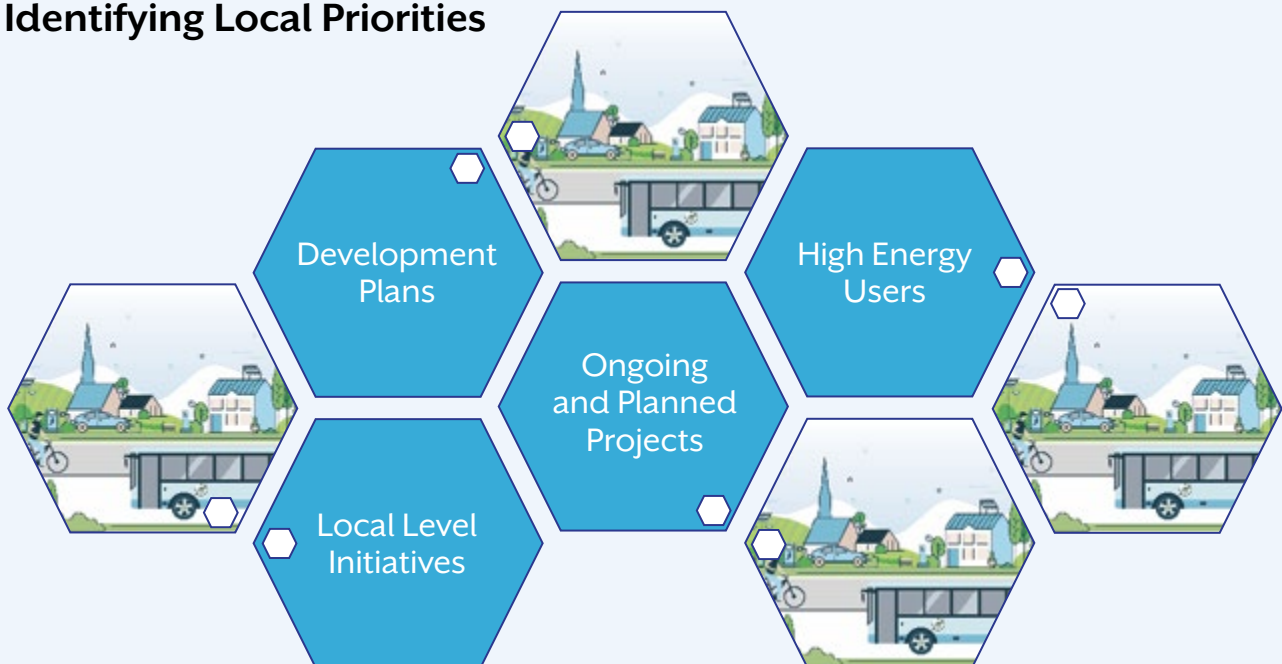 Identifying Local Priorities
Development
Plans
High Energy
Users
Ongoing
and Planned
Projects
Local Level
Initiatives